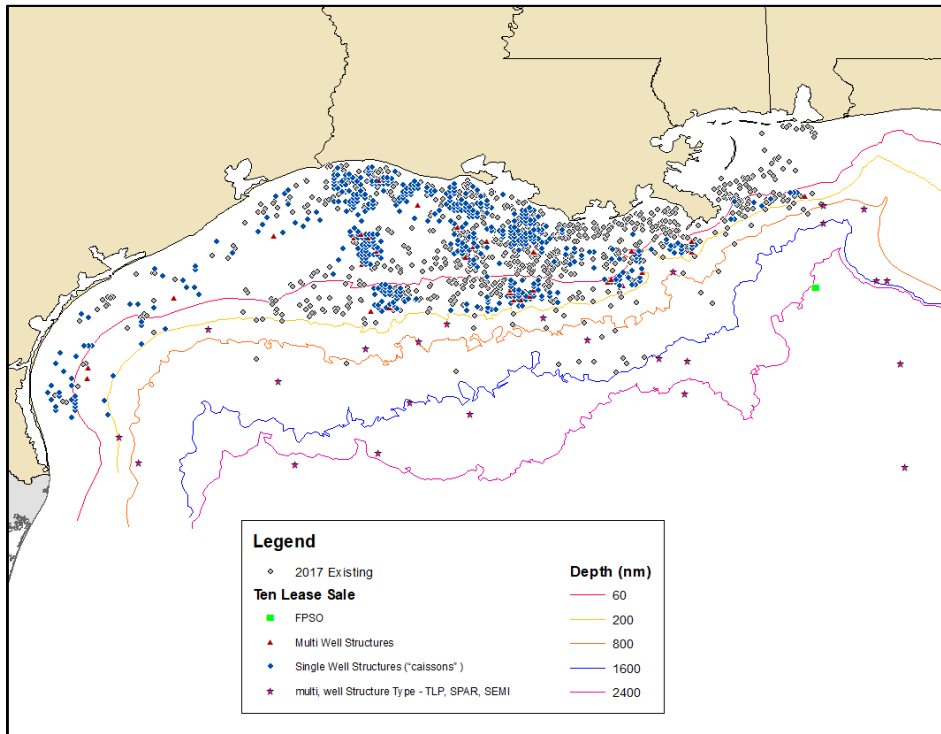 Legend
2017 Existing
Ten Lease Sale
FPSO
Multi Well Structures
Single Well Structures ("caissons" )
multi, well Structure Type - TLP, SPAR, SEMI
Depth (nm)
60
200
800
1600
2400